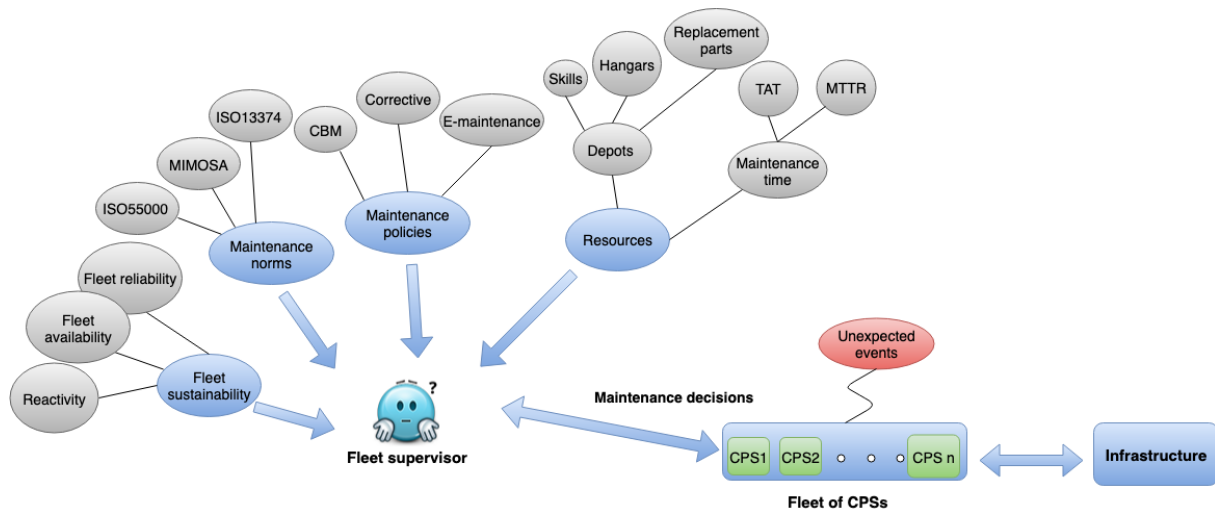 Replacement
parts
Hangars
Skills
TAT
MTTR
Corrective
ISO13374
CBM
E-maintenance
Depots
MIMOSA
Maintenance
time
ISO55000
Maintenance
policies
Resources
Maintenance
norms
Fleet reliability
Fleet
availability
Unexpected
events
Fleet
sustainability
Reactivity
?
Maintenance decisions
Fleet supervisor
CPS1
CPS2
CPS n
Infrastructure
Fleet of CPSs